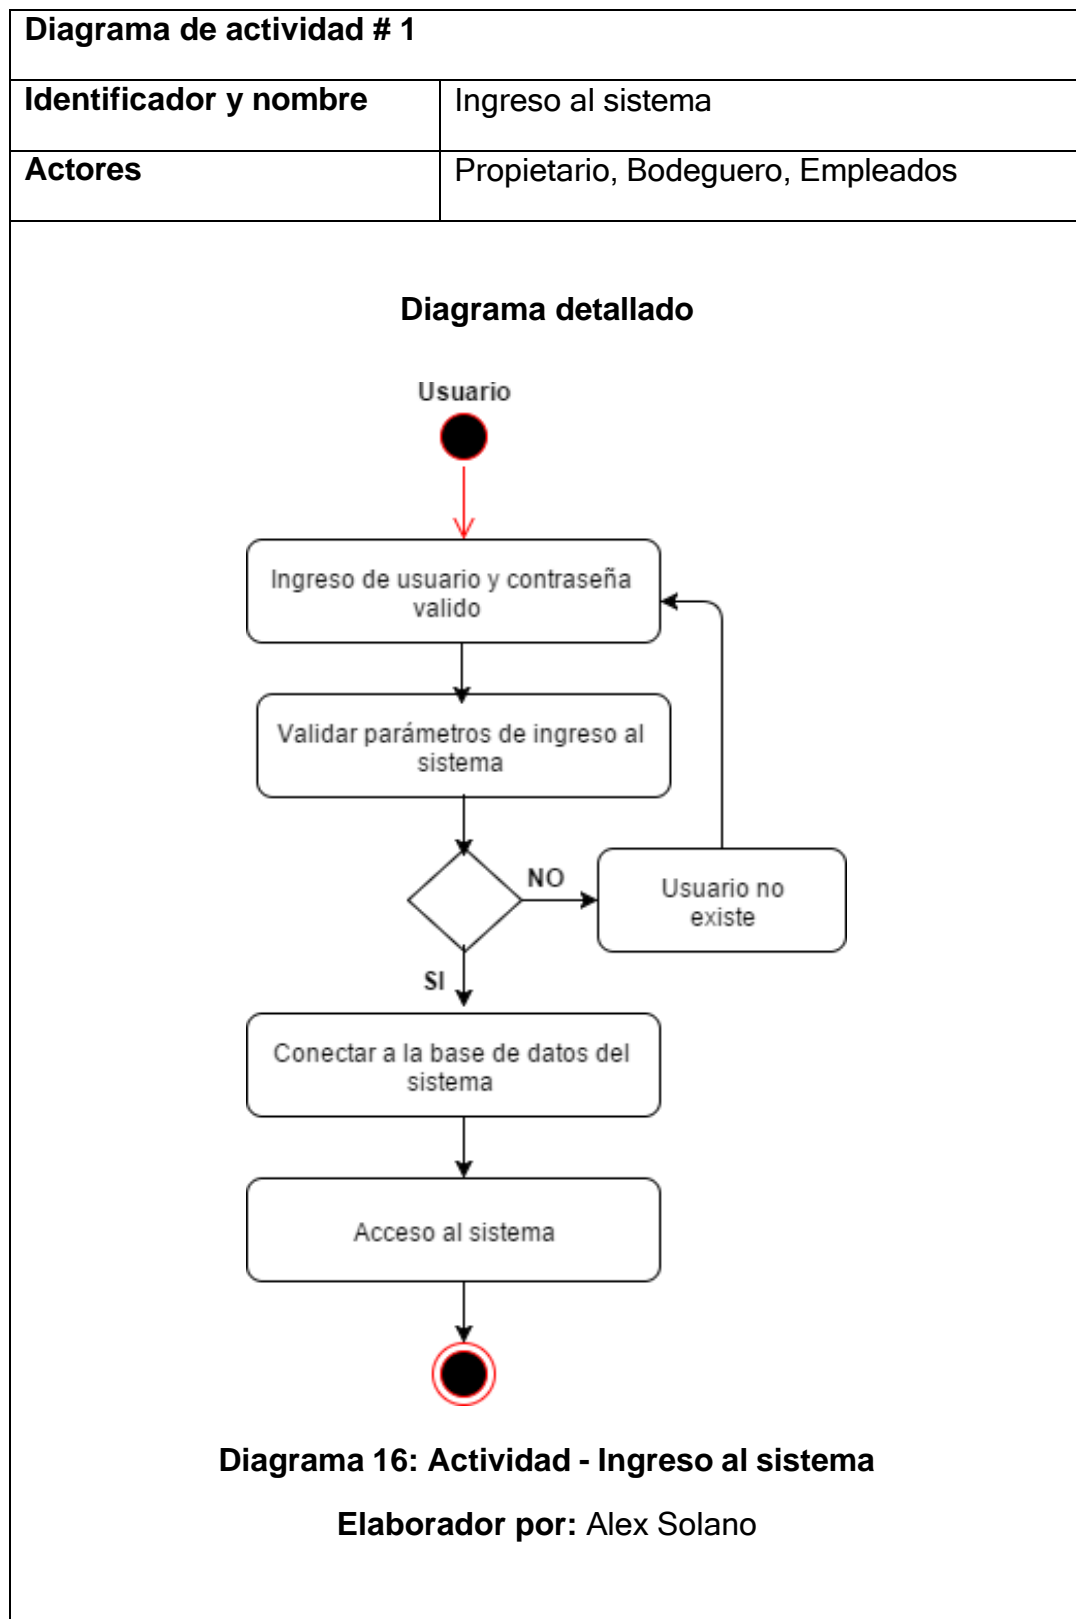 Diagrama de actividad # 1
Identificador y nombre
Ingreso al sistema
Actores
Propietario, Bodeguero, Empleados
Diagrama detallado
Usuario
Ingreso de usuario y contraseña
valido
Validar parámetros de ingreso al
sistema
NO
Usuario no
existe
SI
Conectar a la base de datos del
sistema
Acceso al sistema
Diagrama 16: Actividad - Ingreso al sistema
Elaborador por: Alex Solano